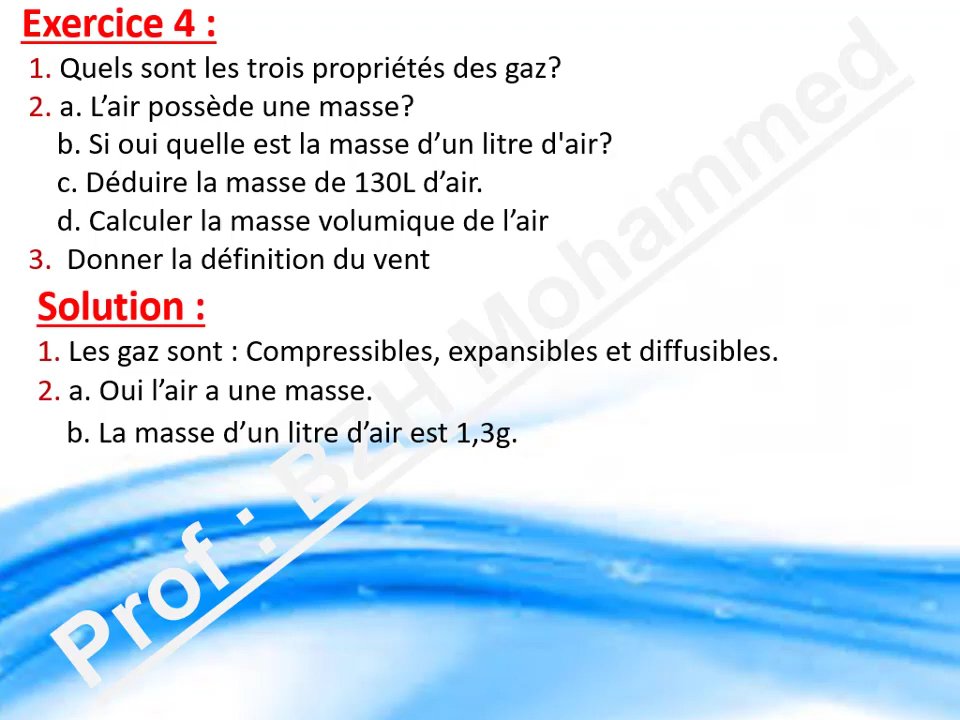 Exercice 4 :
1. Quels sont les trois propriétés des gaz?
2. a. L’air possède une masse?
b. Si oui quelle est la masse d’un litre d'air?
c. Déduire la masse de 130L d’air.
d. Calculer la masse volumique de l’air
3. Donner la définition du vent
Solution :
1. Les gaz sont : Compressibles, expansibles et diffusibles.
2. a. Oui l’air a une masse.
b. La masse d’un litre d’air est 1,3g.
Prof : BZH Mohammed